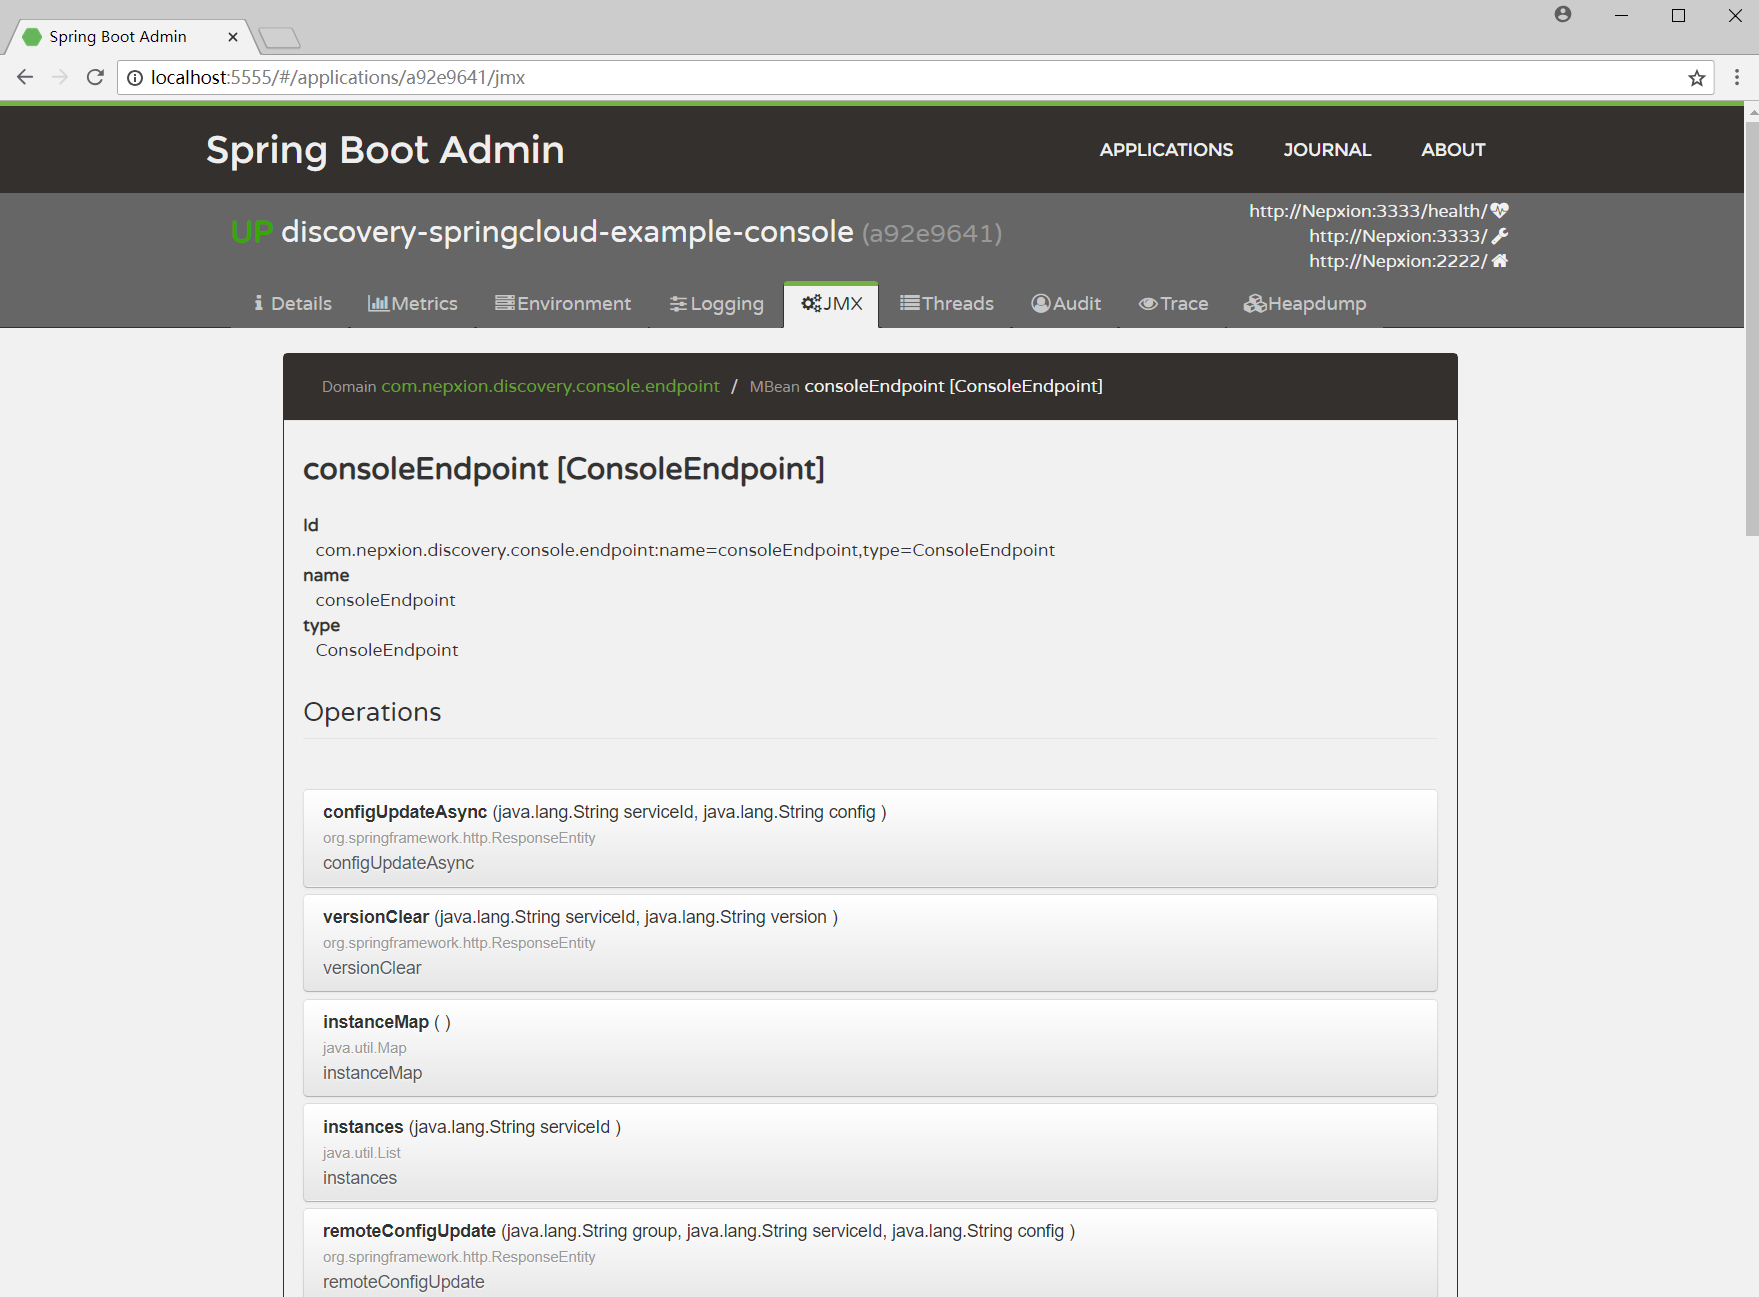 Spring Boot Admin
localhost:5555/#/applications/a92e9641/jmx
Spring Boot Admin APPLICATIONS JOURNAL ABOUT
UP discovery-springcloud-example-console (a92e9641)
http://Nepxion:3333/health/
http://Nepxion:3333/
http://Nepxion:2222/
Details Metrics Environment Logging JMX Threads Audit Trace Heapdump
Domain com.nepxion.discovery.console.endpoint / MBean consoleEndpoint [ConsoleEndpoint]
consoleEndpoint [ConsoleEndpoint]
Id
com.nepxion.discovery.console.endpoint:name=consoleEndpoint,type=ConsoleEndpoint
name
consoleEndpoint
type
ConsoleEndpoint
Operations
configUpdateAsync (java.lang.String serviceId, java.lang.String config )
org.springframework.http.ResponseEntity
configUpdateAsync
versionClear (java.lang.String serviceId, java.lang.String version )
org.springframework.http.ResponseEntity
versionClear
instanceMap ( )
java.util.Map
instanceMap
instances (java.lang.String serviceId )
java.util.List
instances
remoteConfigUpdate (java.lang.String group, java.lang.String serviceId, java.lang.String config )
org.springframework.http.ResponseEntity
remoteConfigUpdate